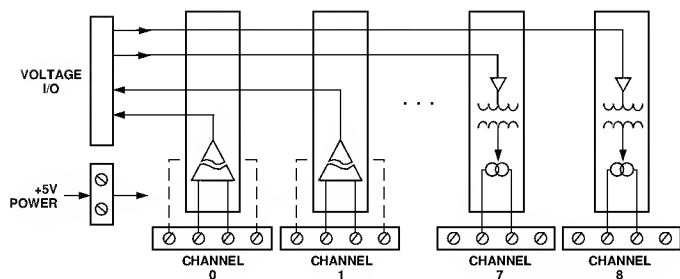 VOLTAGE
I/O
. . .
+5V
POWER
CHANNEL
0
CHANNEL
1
CHANNEL
7
CHANNEL
8